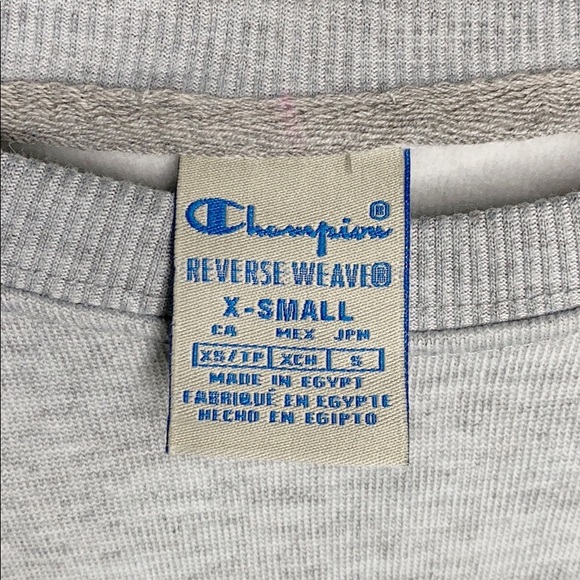 Champion®
REVERSE WEAVE®
X-SMALL
CA MEX JPN
XS/TP XCH S
MADE IN EGYPT
FABRIQUÉ EN EGYPTE
HECHO EN EGIPTO